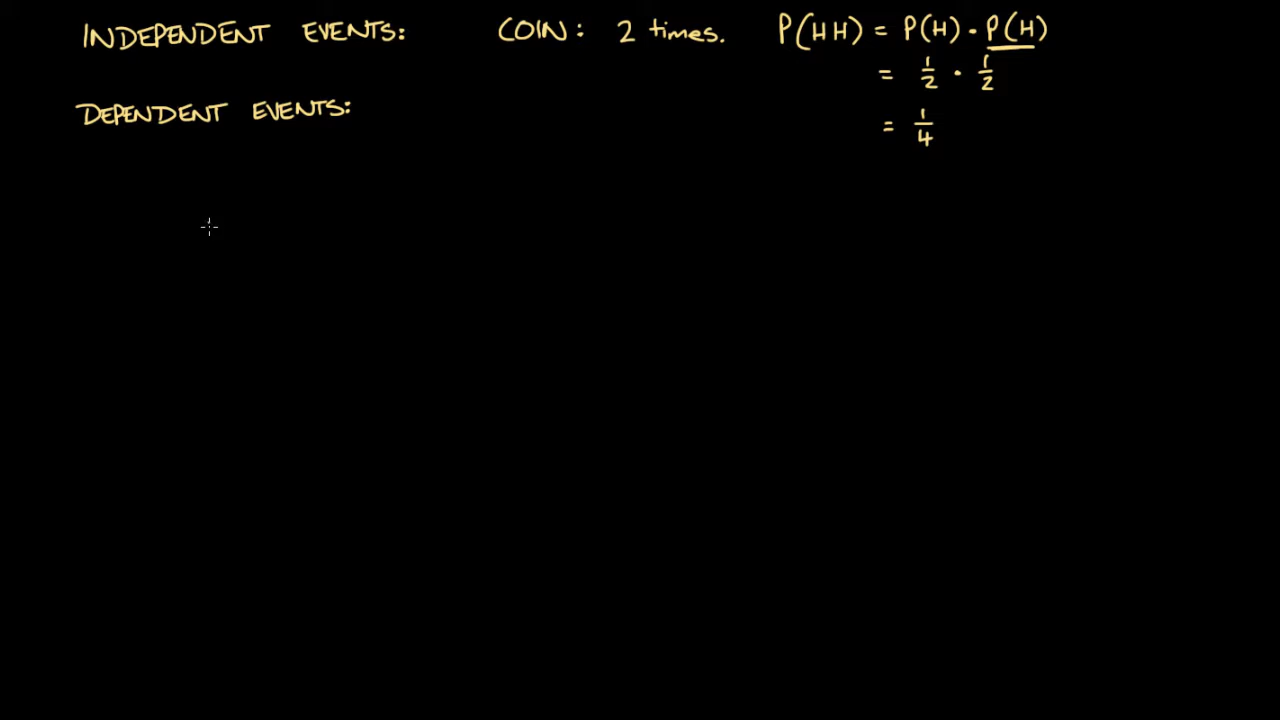 INDEPENDENT EVENTS: COIN: 2 times. P(HH) = P(H) · P(H)
= 1/2 · 1/2
DEPENDENT EVENTS:
= 1/4